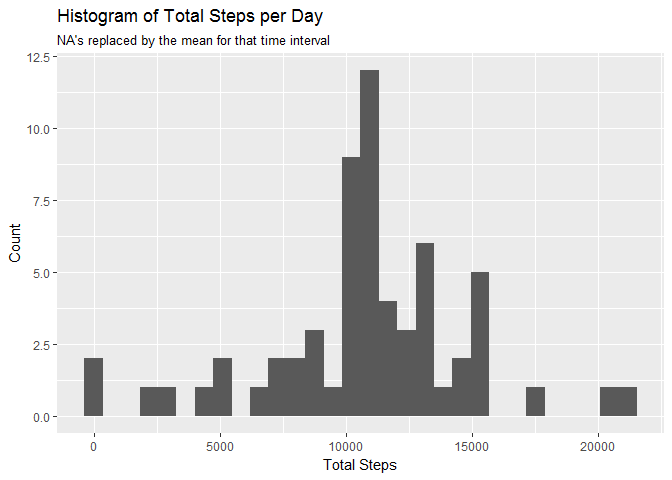 Histogram of Total Steps per Day
NA's replaced by the mean for that time interval
12.5
10.0
7.5
5.0
2.5
0.0
Count
0 5000 10000 15000 20000
Total Steps